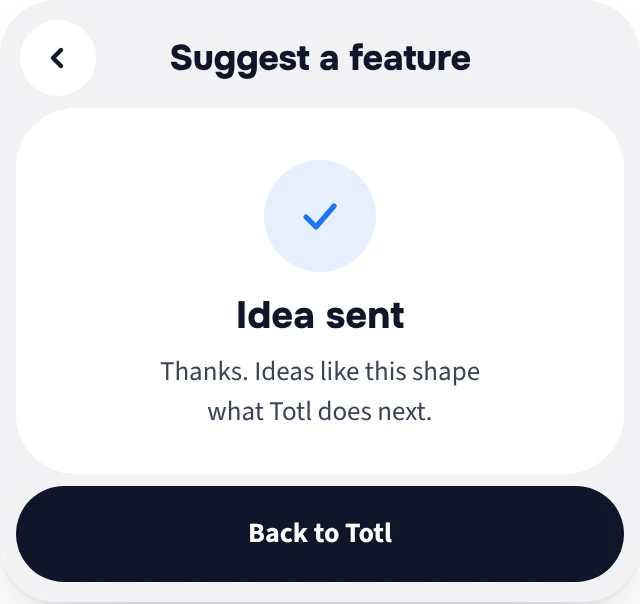 Suggest a feature
Idea sent
Thanks. Ideas like this shape
what Totl does next.
Back to Totl